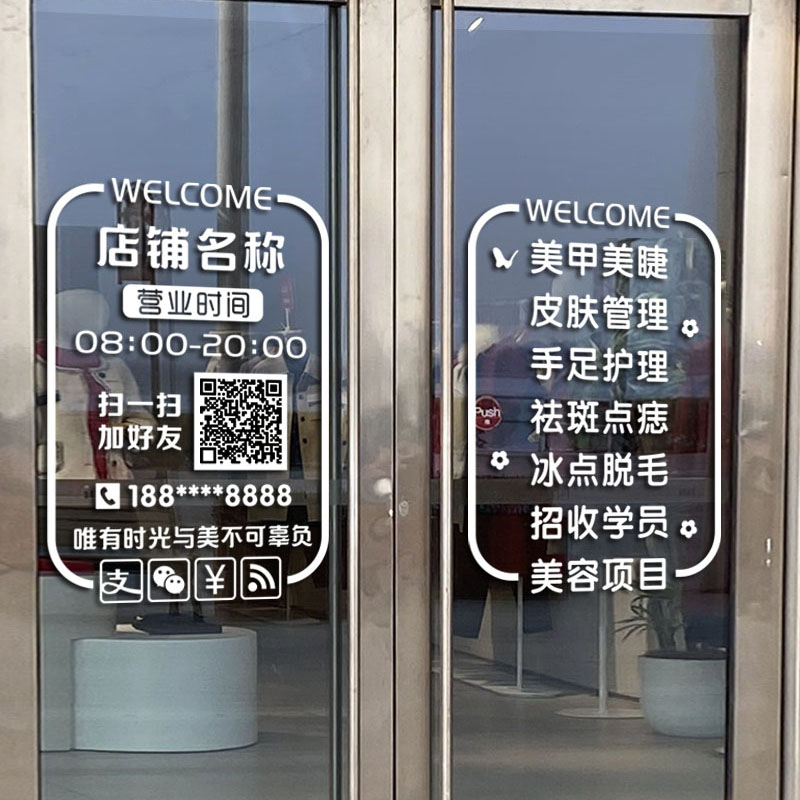 WELCOME
店铺名称
营业时间
08:00-20:00
扫一扫
加好友
188****8888
唯有时光与美不可辜负
支
¥
WELCOME
美甲美睫
皮肤管理
手足护理
祛斑点痣
冰点脱毛
招收学员
美容项目
Push